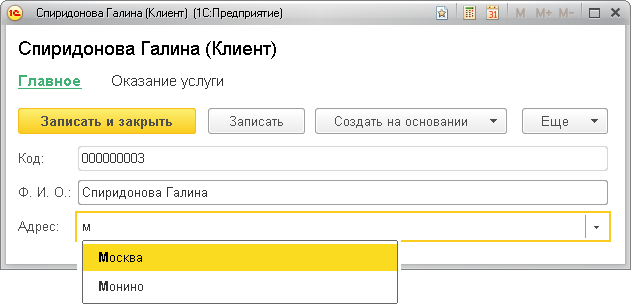 Спиридонова Галина (Клиент) (1С:Предприятие)
M M+ M-
Спиридонова Галина (Клиент)
Главное Оказание услуги
Записать и закрыть Записать Создать на основании Еще
Код: 000000003
Ф. И. О.: Спиридонова Галина
Адрес: м
Москва
Монино